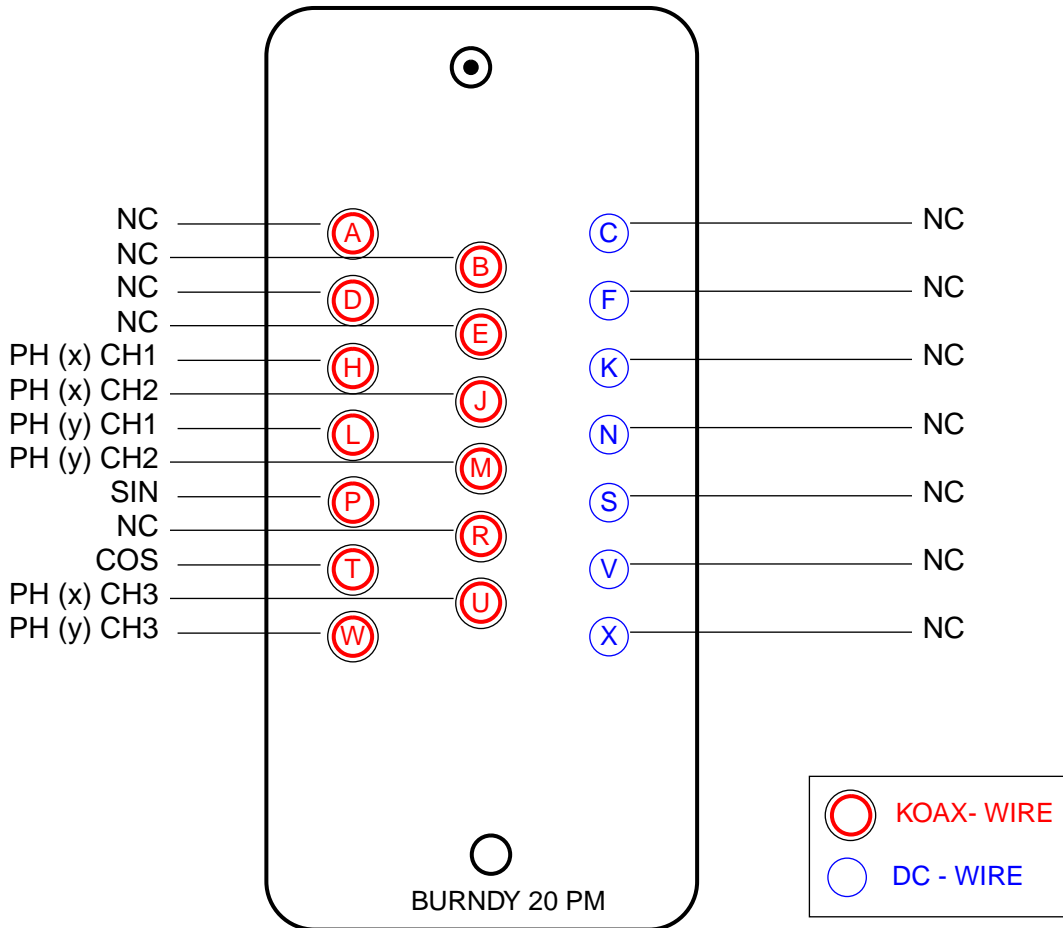 NC A C NC
NC B
NC D F NC
NC E
PH (x) CH1 H K NC
PH (x) CH2 J
PH (y) CH1 L N NC
PH (y) CH2 M
SIN P S NC
NC R
COS T V NC
PH (x) CH3 U
PH (y) CH3 W X NC
KOAX- WIRE
DC - WIRE
BURNDY 20 PM